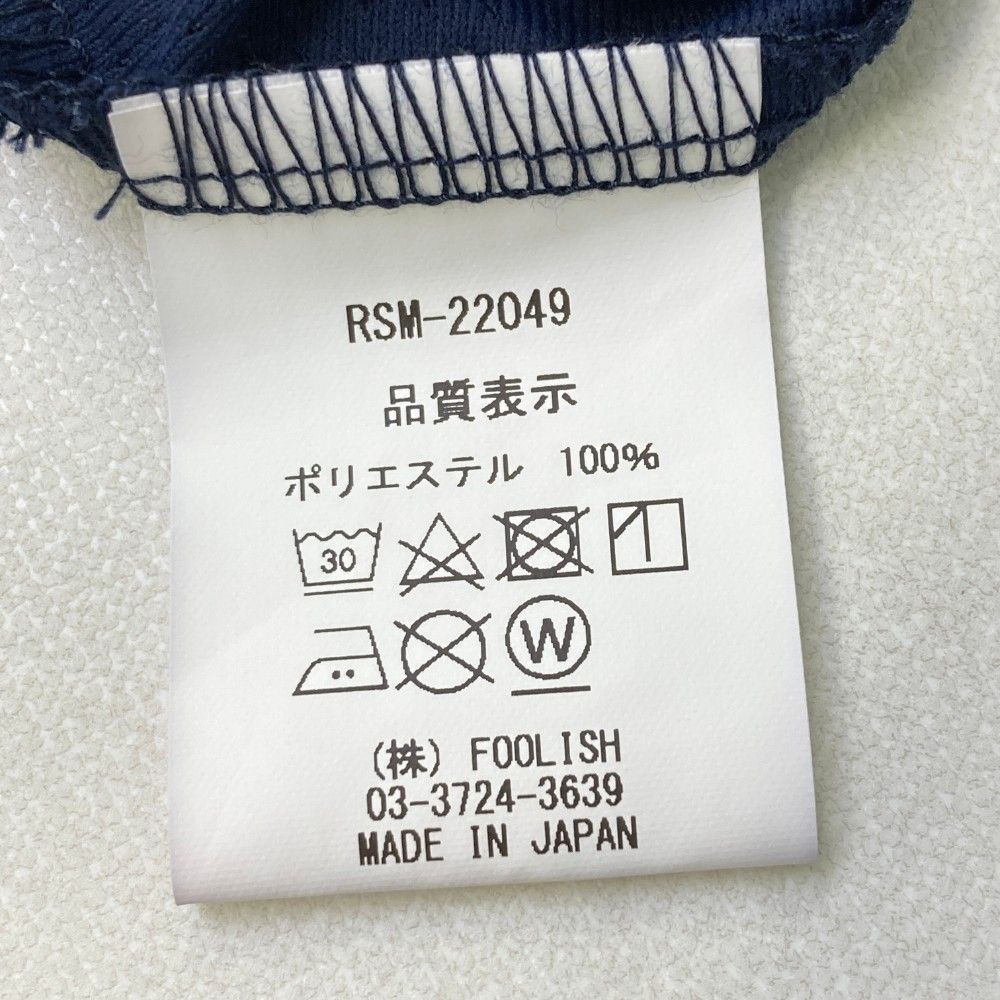 RSM-22049
品質表示
ポリエステル 100%
30
W
(株) FOOLISH
03-3724-3639
MADE IN JAPAN